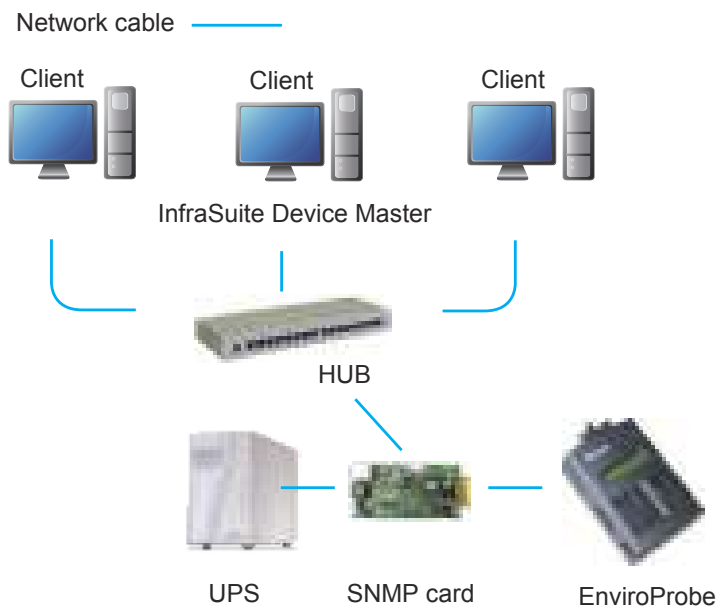 Network cable
Client
Client
Client
InfraSuite Device Master
HUB
UPS
SNMP card
EnviroProbe